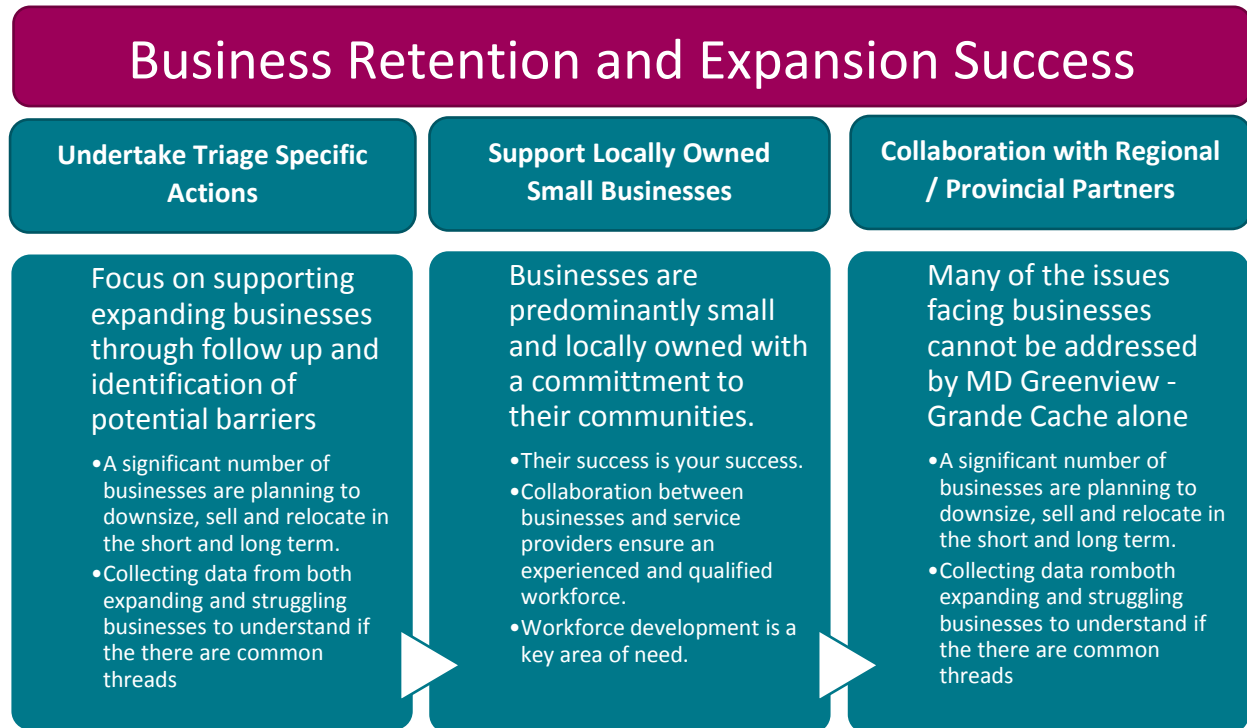 Business Retention and Expansion Success
Undertake Triage Specific
Actions
Focus on supporting
expanding businesses
through follow up and
identification of
potential barriers
•A significant number of
businesses are planning to
downsize, sell and relocate in
the short and long term.
•Collecting data from both
expanding and struggling
businesses to understand if
the there are common
threads
Support Locally Owned
Small Businesses
Businesses are
predominantly small
and locally owned with
a committment to
their communities.
•Their success is your success.
•Collaboration between
businesses and service
providers ensure an
experienced and qualified
workforce.
•Workforce development is a
key area of need.
Collaboration with Regional
/ Provincial Partners
Many of the issues
facing businesses
cannot be addressed
by MD Greenview -
Grande Cache alone
•A significant number of
businesses are planning to
downsize, sell and relocate in
the short and long term.
•Collecting data romboth
expanding and struggling
businesses to understand if
the there are common
threads